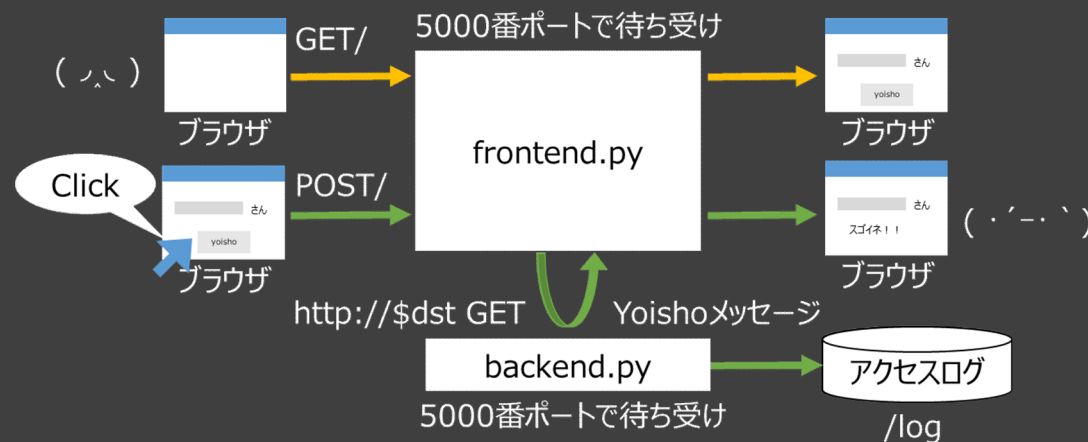 5000番ポートで待ち受け
GET/
( ノ^ヽ )
ブラウザ
frontend.py
さん
yoisho
ブラウザ
Click
POST/
さん
yoisho
ブラウザ
さん
スゴイネ！！
ブラウザ
( ・´ー・｀)
http://$dst GET
Yoishoメッセージ
backend.py
5000番ポートで待ち受け
アクセスログ
/log